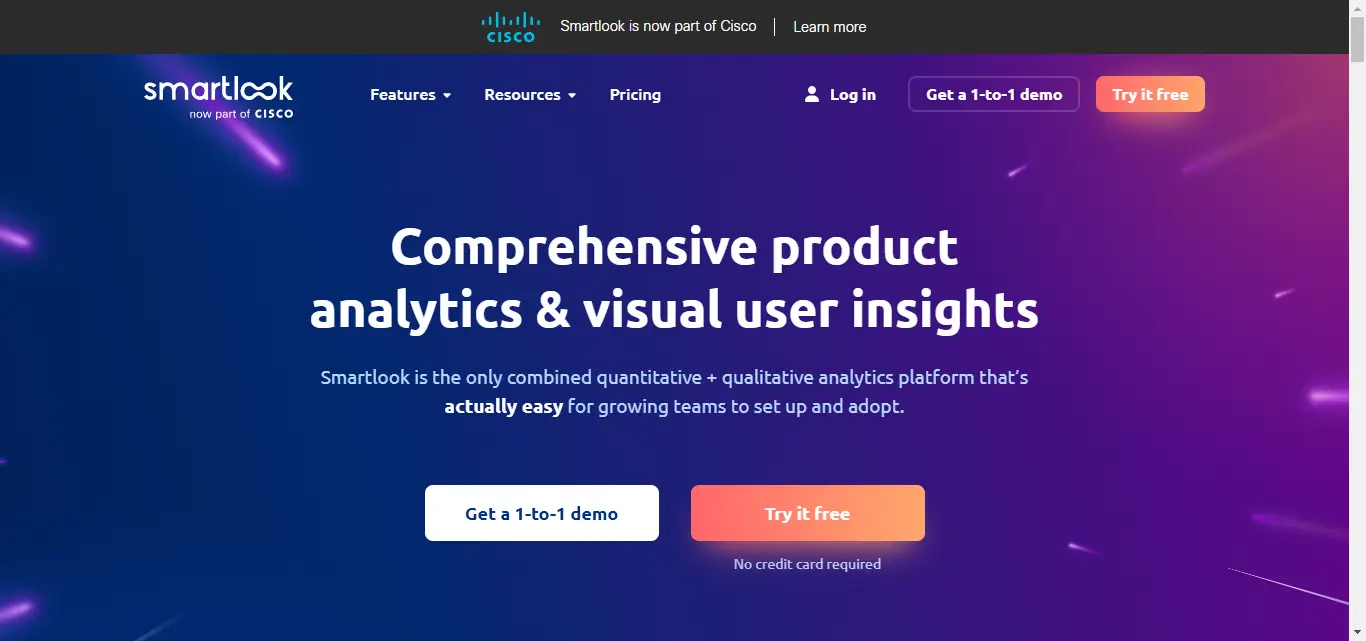 CISCO
Smartlook is now part of Cisco
Learn more
smartlook
now part of CISCO
Features
Resources
Pricing
Log in
Get a 1-to-1 demo
Try it free
Comprehensive product
analytics & visual user insights
Smartlook is the only combined quantitative + qualitative analytics platform that's
actually easy for growing teams to set up and adopt.
Get a 1-to-1 demo
Try it free
No credit card required